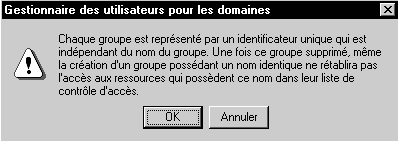 Gestionnaire des utilisateurs pour les domaines
Chaque groupe est représenté par un identificateur unique qui est
indépendant du nom du groupe. Une fois ce groupe supprimé, même
la création d'un groupe possédant un nom identique ne rétablira pas
l'accès aux ressources qui possèdent ce nom dans leur liste de
contrôle d'accès.
OK
Annuler